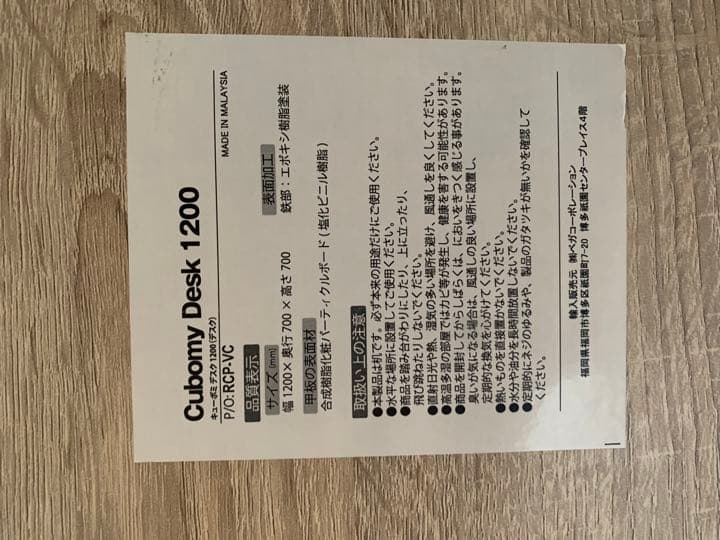 Cubomy Desk 1200
キューボミ デスク 1200 (デスク)
P/O: RCP-VC
MADE IN MALAYSIA
品質表示
サイズ (mm)
幅 1200× 奥行 700 × 高さ 700
表面加工
鉄部：エポキシ樹脂塗装
甲板の表面材
合成樹脂化粧パーティクルボード ( 塩化ビニル樹脂 )
取扱い上の注意
●本製品は机です。必ず本来の用途だけにご使用ください。
●水平な場所に設置してご使用ください。
●商品を踏み台がわりにしたり、上に立ったり、
飛び跳ねたりしないでください。
●直射日光や熱、湿気の多い場所を避け、風通しを良くしてください。
●高温多湿の部屋ではカビ等が発生し、健康を害する可能性があります。
●商品を開封してからしばらくは、においをきつく感じる事があります。
臭いが気になる場合は、風通しの良い場所に設置し、
定期的な換気を心がけてください。
●熱いものを直接置かないでください。
●水分や油分を長時間放置しないでください。
●定期的にネジのゆるみや、製品のガタツキが無いかを確認して
ください。
輸入販売元 ㈱ベガコーポレーション
福岡県福岡市博多区祇園町7-20 博多祇園センタープレイス4階